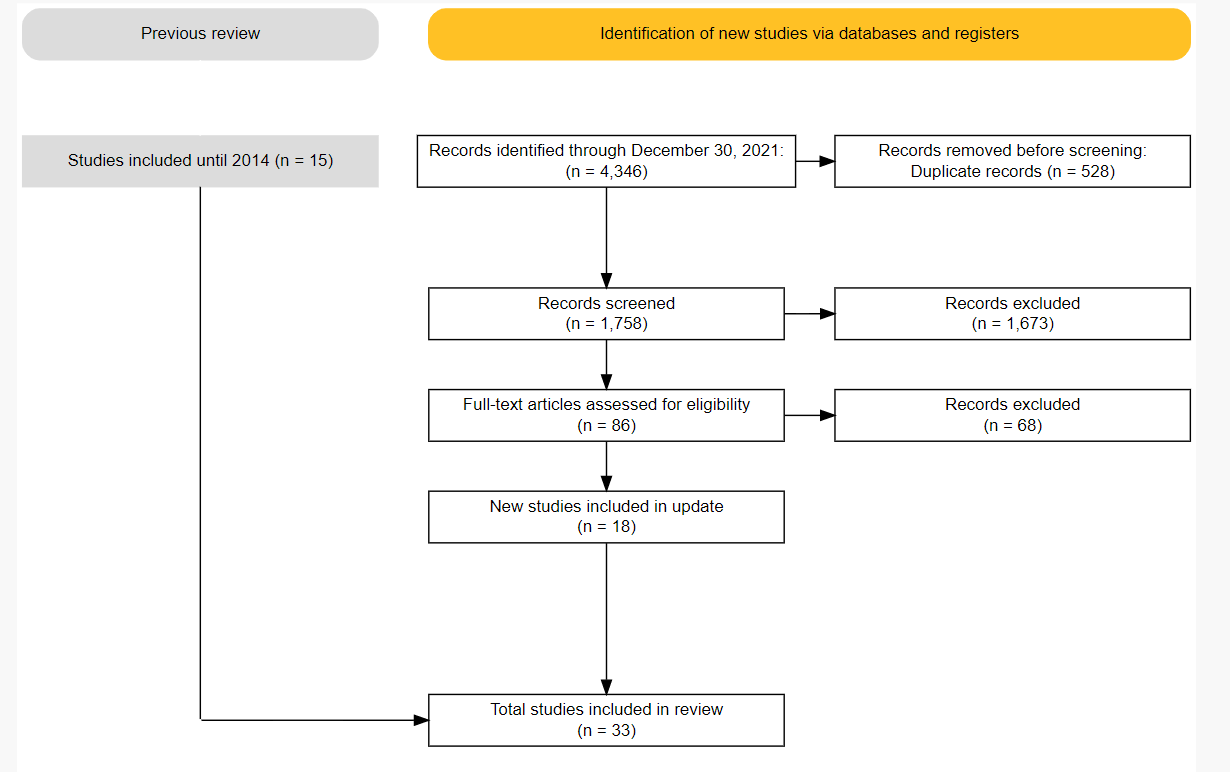 Previous review
Identification of new studies via databases and registers
Studies included until 2014 (n = 15)
Records identified through December 30, 2021:
(n = 4,346)
Records removed before screening:
Duplicate records (n = 528)
Records screened
(n = 1,758)
Records excluded
(n = 1,673)
Full-text articles assessed for eligibility
(n = 86)
Records excluded
(n = 68)
New studies included in update
(n = 18)
Total studies included in review
(n = 33)